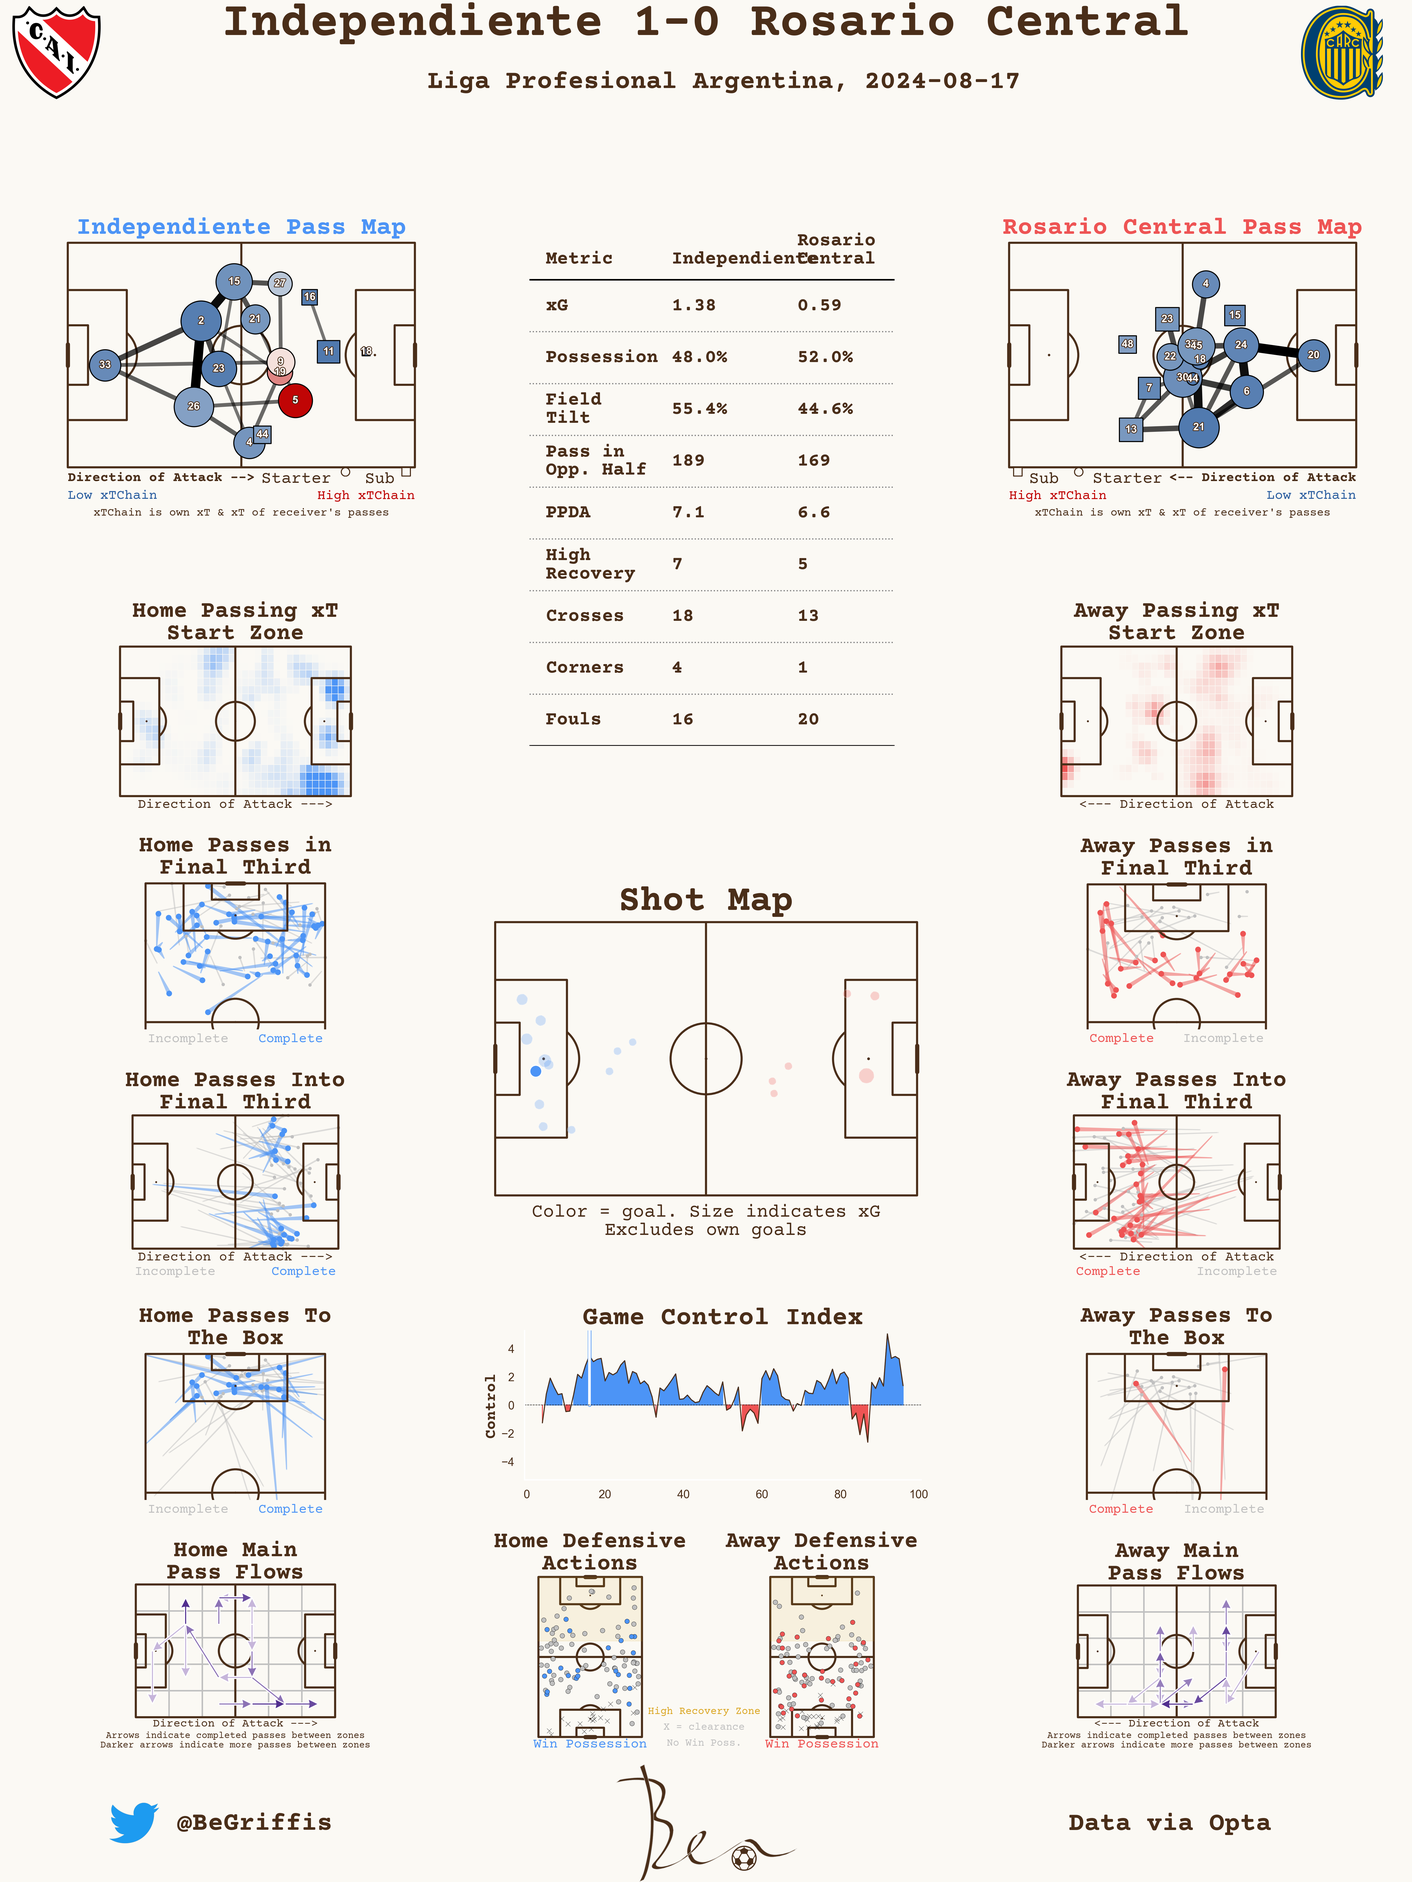 Independiente 1-0 Rosario Central
Liga Profesional Argentina, 2024-08-17
C.A.I.
CARC
Independiente Pass Map
15
27
16
2
21
11
18
33
23
9
19
26
5
4
44
Direction of Attack --> Starter Sub
Low xTChain High xTChain
xTChain is own xT & xT of receiver's passes
Metric Independiente Rosario Central
xG 1.38 0.59
Possession 48.0% 52.0%
Field Tilt 55.4% 44.6%
Pass in Opp. Half 189 169
PPDA 7.1 6.6
High Recovery 7 5
Crosses 18 13
Corners 4 1
Fouls 16 20
Rosario Central Pass Map
4
23
15
48
45
24
22
18
20
30
44
7
6
13
21
Sub Starter <-- Direction of Attack
High xTChain Low xTChain
xTChain is own xT & xT of receiver's passes
Home Passing xT
Start Zone
Direction of Attack --->
Away Passing xT
Start Zone
<--- Direction of Attack
Home Passes in
Final Third
Incomplete Complete
Away Passes in
Final Third
Complete Incomplete
Shot Map
Color = goal. Size indicates xG
Excludes own goals
Home Passes Into
Final Third
Direction of Attack --->
Incomplete Complete
Away Passes Into
Final Third
<--- Direction of Attack
Complete Incomplete
Home Passes To
The Box
Incomplete Complete
Game Control Index
Control
4
2
0
−2
−4
0 20 40 60 80 100
Away Passes To
The Box
Complete Incomplete
Home Main
Pass Flows
Direction of Attack --->
Arrows indicate completed passes between zones
Darker arrows indicate more passes between zones
Home Defensive
Actions
Win Possession
High Recovery Zone
X = clearance
No Win Poss.
Away Defensive
Actions
Win Possession
Away Main
Pass Flows
<--- Direction of Attack
Arrows indicate completed passes between zones
Darker arrows indicate more passes between zones
@BeGriffis
Ben
Data via Opta